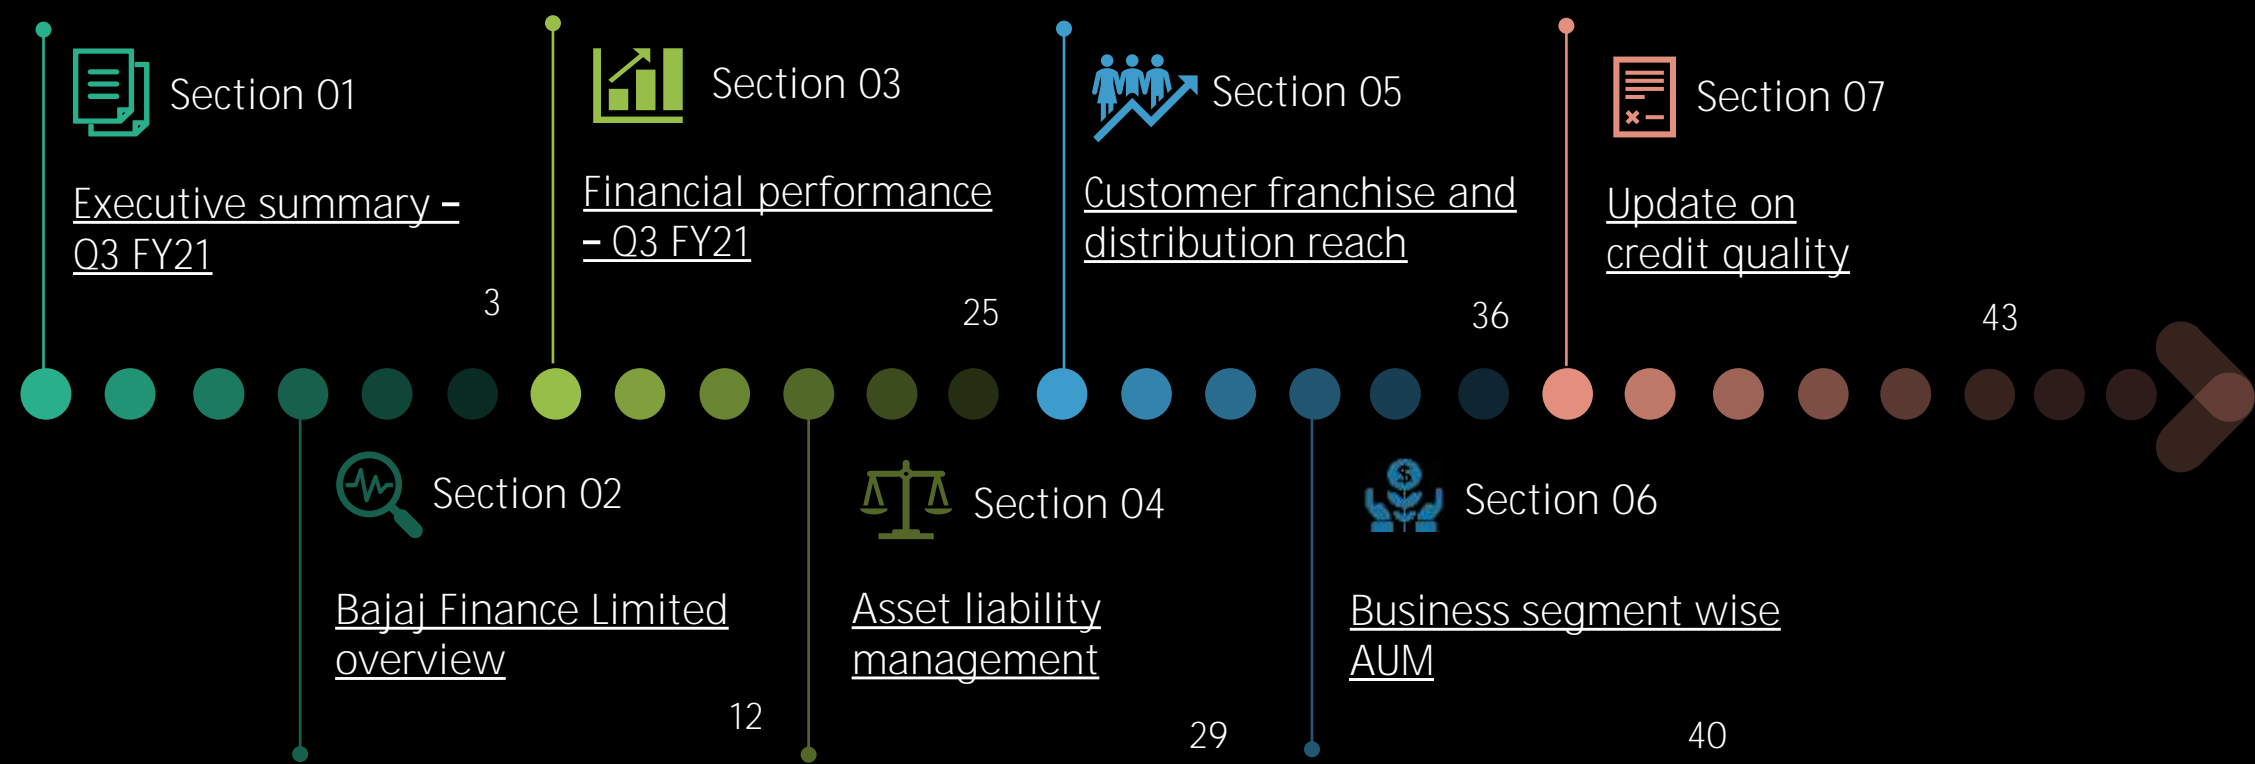 Section 01
Executive summary –
Q3 FY21
3
Section 02
Bajaj Finance Limited
overview
12
Section 03
Financial performance
– Q3 FY21
25
Section 04
Asset liability
management
29
Section 05
Customer franchise and
distribution reach
36
Section 06
$
Business segment wise
AUM
40
Section 07
Update on
credit quality
43